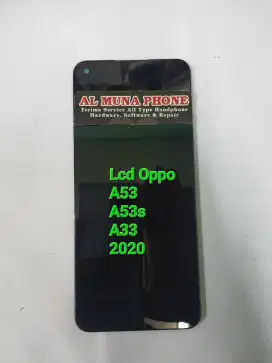 AL MUNA PHONE
Terima Service All Type Handphone
Hardware, Software & Repair
Lcd Oppo
A53
A53s
A33
2020